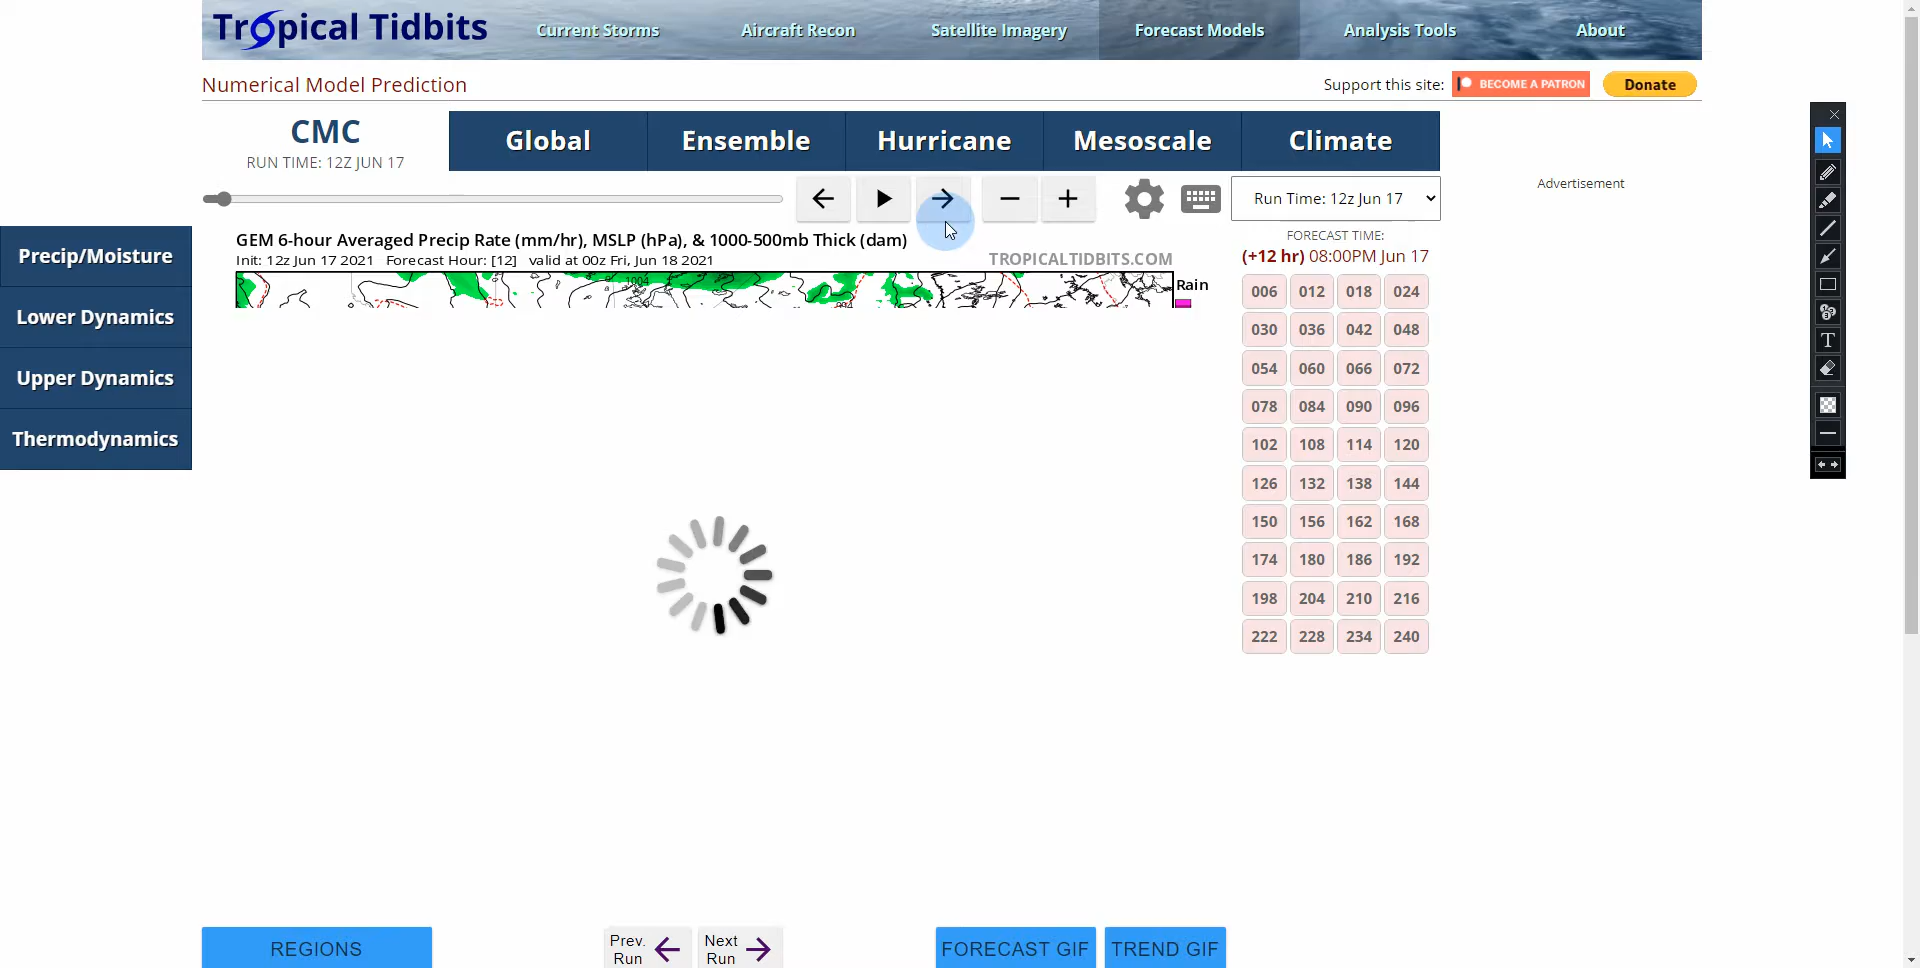 Tropical Tidbits
Current Storms
Aircraft Recon
Satellite Imagery
Forecast Models
Analysis Tools
About
Numerical Model Prediction
Support this site:
BECOME A PATRON
Donate
CMC
RUN TIME: 12Z JUN 17
Global
Ensemble
Hurricane
Mesoscale
Climate
Run Time: 12z Jun 17
Advertisement
Precip/Moisture
Lower Dynamics
Upper Dynamics
Thermodynamics
GEM 6-hour Averaged Precip Rate (mm/hr), MSLP (hPa), & 1000-500mb Thick (dam)
Init: 12z Jun 17 2021 Forecast Hour: [12] valid at 00z Fri, Jun 18 2021
TROPICALTIDBITS.COM
1004
Rain
FORECAST TIME:
(+12 hr) 08:00PM Jun 17
006 012 018 024
030 036 042 048
054 060 066 072
078 084 090 096
102 108 114 120
126 132 138 144
150 156 162 168
174 180 186 192
198 204 210 216
222 228 234 240
T
REGIONS
Prev.
Run
Next
Run
FORECAST GIF
TREND GIF